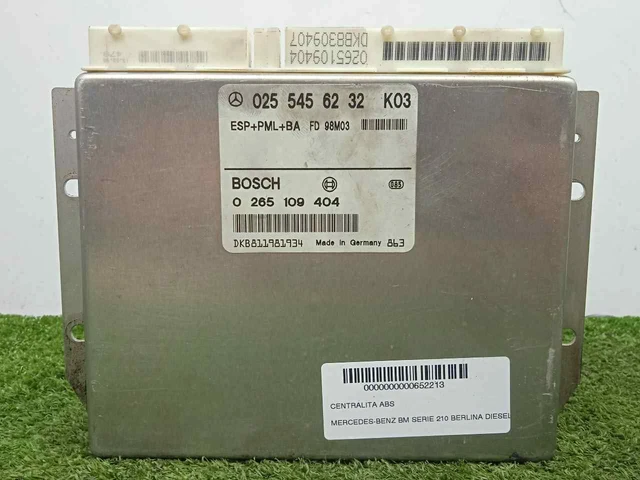 0265109404
DKB8309407
025 545 62 32 K03
ESP+PML+BA FD 98M03
BOSCH
0 265 109 404
DKB811981934 Made in Germany 863
0000000000652213
CENTRALITA ABS
MERCEDES-BENZ BM SERIE 210 BERLINA DIESEL